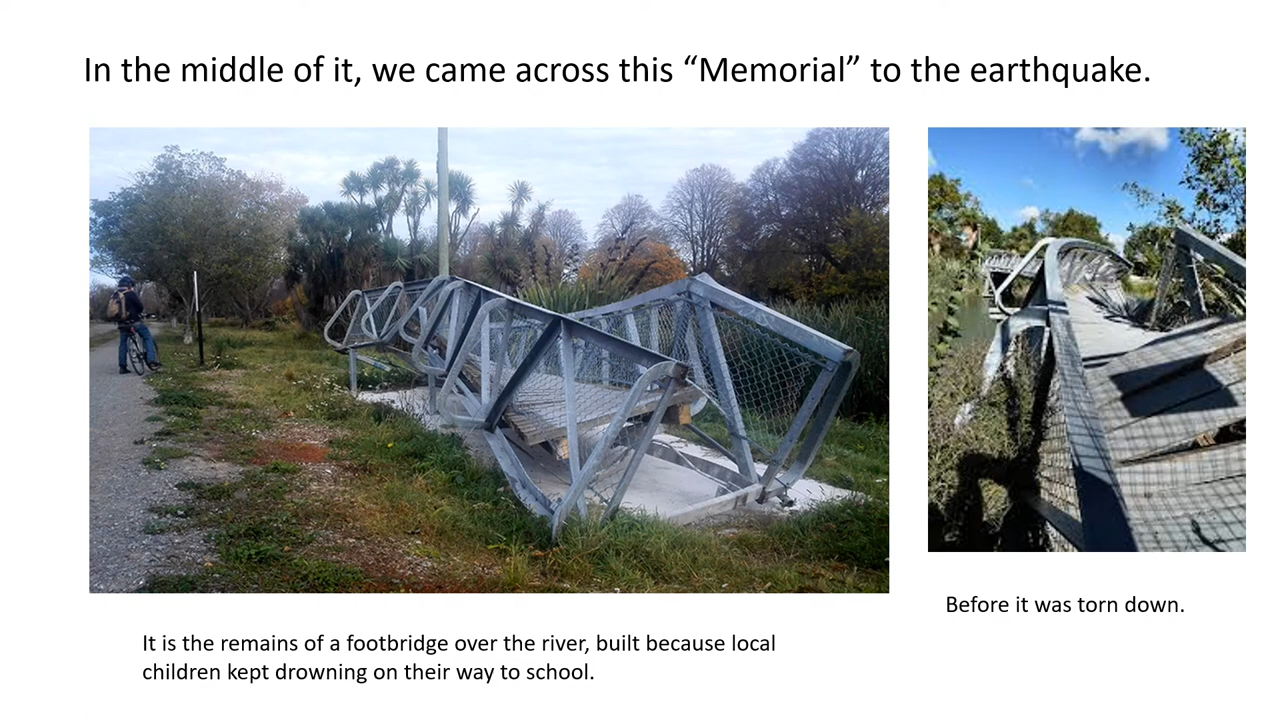 In the middle of it, we came across this “Memorial” to the earthquake.
It is the remains of a footbridge over the river, built because local
children kept drowning on their way to school.
Before it was torn down.